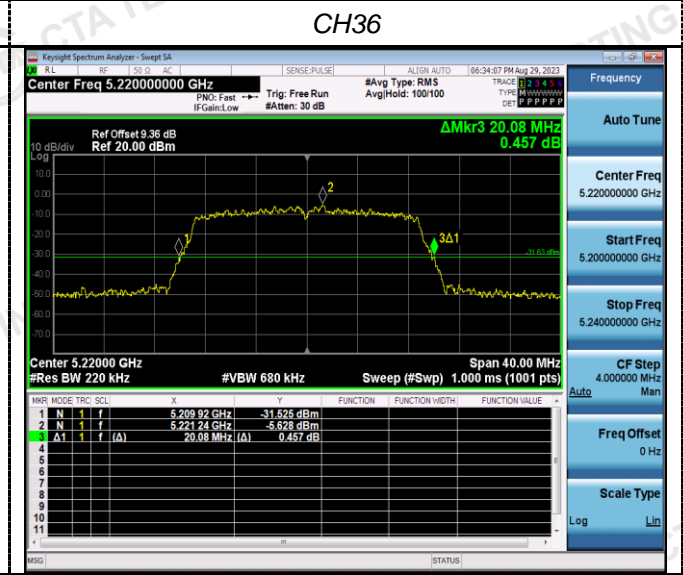 CH36
Keysight Spectrum Analyzer - Swept SA
RL RF 50 Ω AC SENSE:PULSE ALIGN AUTO 06:34:07 PM Aug 29, 2023
Center Freq 5.220000000 GHz
PNO: Fast
IFGain:Low
Trig: Free Run
#Atten: 30 dB
#Avg Type: RMS
Avg|Hold: 100/100
TRACE 1 2 3 4 5 6
TYPE M WWWWW
DET P P P P P P
Frequency
Auto Tune
Center Freq
5.220000000 GHz
Start Freq
5.200000000 GHz
Stop Freq
5.240000000 GHz
CF Step
4.000000 MHz
Auto Man
Freq Offset
0 Hz
Scale Type
Log Lin
ΔMkr3 20.08 MHz
0.457 dB
Ref Offset 9.36 dB
10 dB/div Ref 20.00 dBm
Log
10.0
0.00
-10.0
-20.0
-30.0
-40.0
-50.0
-60.0
-70.0
1
2
3Δ1
-31.63 dBm
Center 5.22000 GHz Span 40.00 MHz
#Res BW 220 kHz #VBW 680 kHz Sweep (#Swp) 1.000 ms (1001 pts)
MKR MODE TRC SCL X Y FUNCTION FUNCTION WIDTH FUNCTION VALUE
1 N 1 f 5.209 92 GHz -31.525 dBm
2 N 1 f 5.221 24 GHz -5.628 dBm
3 Δ1 1 f (Δ) 20.08 MHz (Δ) 0.457 dB
4
5
6
7
8
9
10
11
MSG STATUS